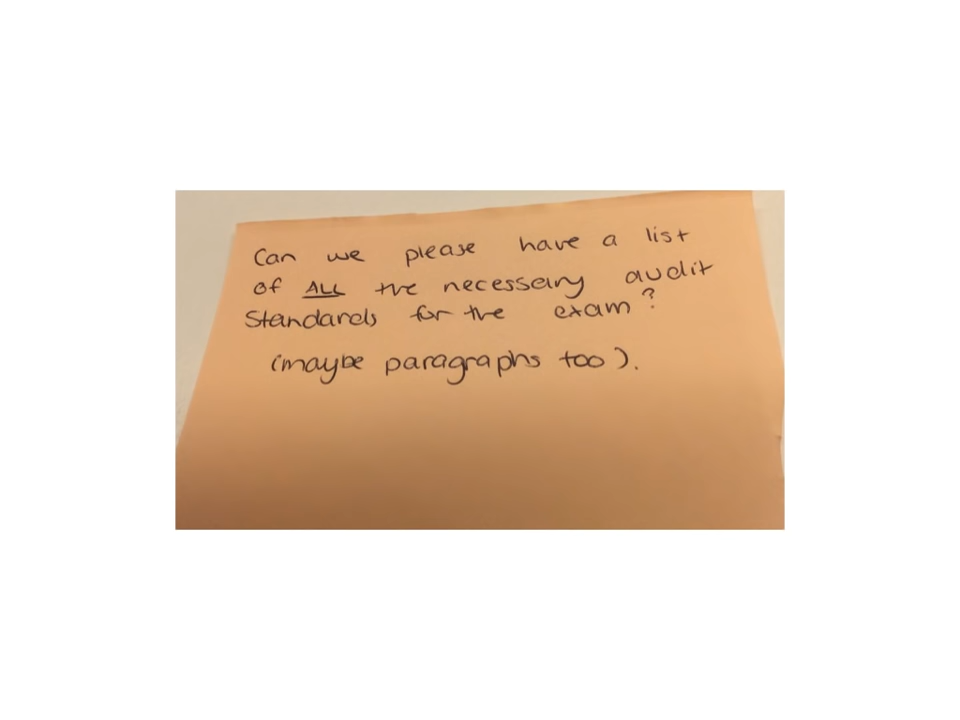 Can we please have a list
of ALL the necessary audit
standards for the exam?
(maybe paragraphs too).